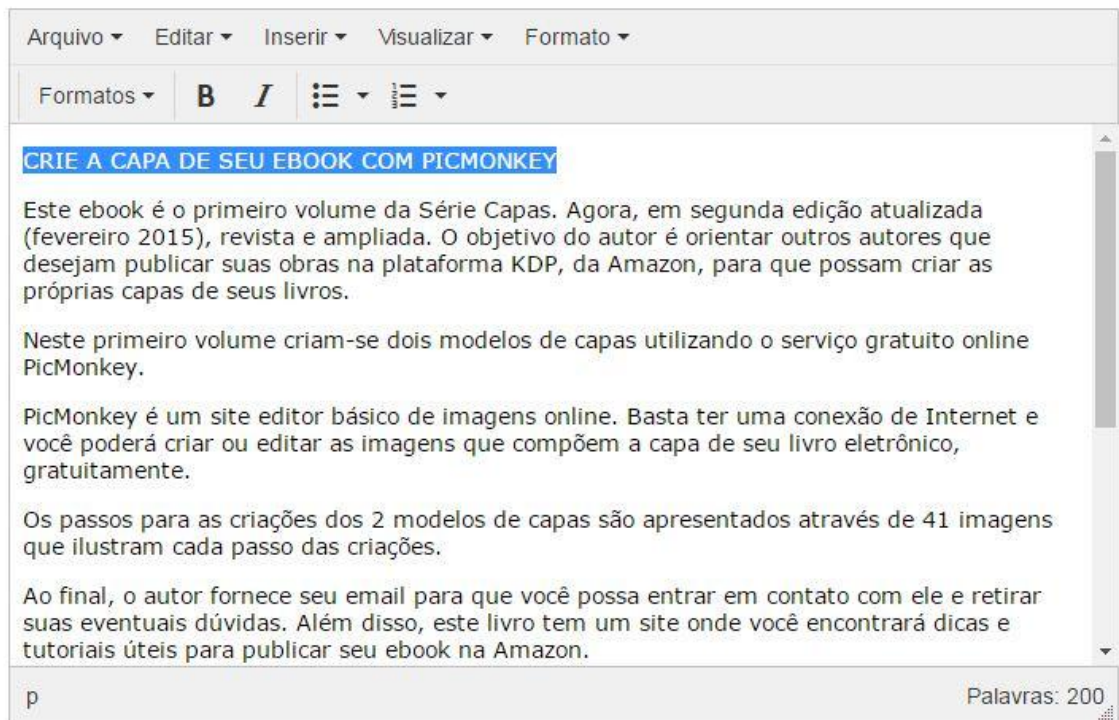 Arquivo Editar Inserir Visualizar Formato
Formatos B I
CRIE A CAPA DE SEU EBOOK COM PICMONKEY
Este ebook é o primeiro volume da Série Capas. Agora, em segunda edição atualizada
(fevereiro 2015), revista e ampliada. O objetivo do autor é orientar outros autores que
desejam publicar suas obras na plataforma KDP, da Amazon, para que possam criar as
próprias capas de seus livros.
Neste primeiro volume criam-se dois modelos de capas utilizando o serviço gratuito online
PicMonkey.
PicMonkey é um site editor básico de imagens online. Basta ter uma conexão de Internet e
você poderá criar ou editar as imagens que compõem a capa de seu livro eletrônico,
gratuitamente.
Os passos para as criações dos 2 modelos de capas são apresentados através de 41 imagens
que ilustram cada passo das criações.
Ao final, o autor fornece seu email para que você possa entrar em contato com ele e retirar
suas eventuais dúvidas. Além disso, este livro tem um site onde você encontrará dicas e
tutoriais úteis para publicar seu ebook na Amazon.
p Palavras: 200